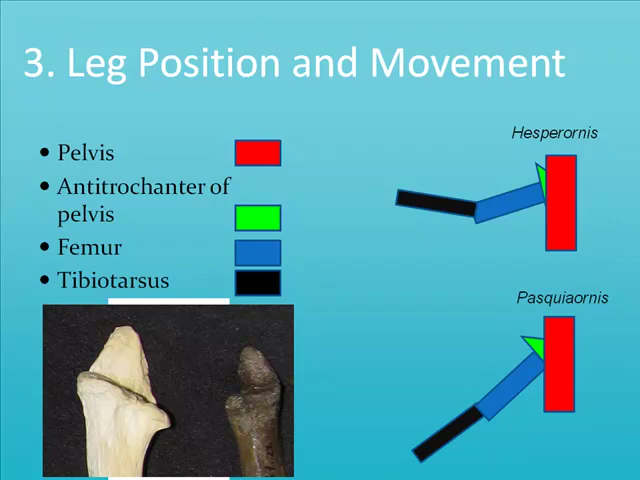 3. Leg Position and Movement
• Pelvis
• Antitrochanter of
pelvis
• Femur
• Tibiotarsus
Hesperornis
Pasquiaornis